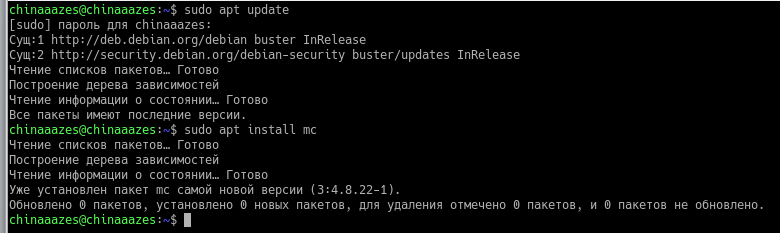 chinaaazes@chinaaazes:~$ sudo apt update
[sudo] пароль для chinaaazes:
Сущ:1 http://deb.debian.org/debian buster InRelease
Сущ:2 http://security.debian.org/debian-security buster/updates InRelease
Чтение списков пакетов… Готово
Построение дерева зависимостей
Чтение информации о состоянии… Готово
Все пакеты имеют последние версии.
chinaaazes@chinaaazes:~$ sudo apt install mc
Чтение списков пакетов… Готово
Построение дерева зависимостей
Чтение информации о состоянии… Готово
Уже установлен пакет mc самой новой версии (3:4.8.22-1).
Обновлено 0 пакетов, установлено 0 новых пакетов, для удаления отмечено 0 пакетов, и 0 пакетов не обновлено.
chinaaazes@chinaaazes:~$